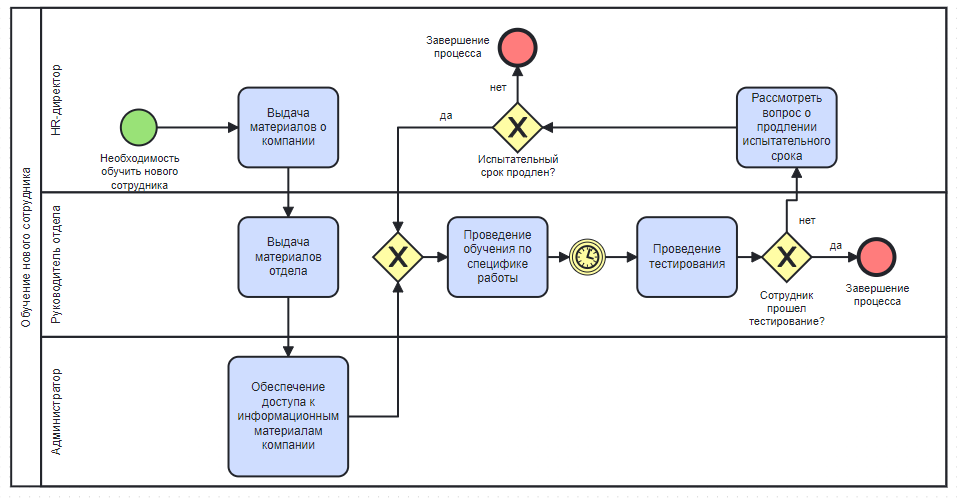 Обучение нового сотрудника
HR-директор
Необходимость
обучить нового
сотрудника
Выдача
материалов о
компании
Завершение
процесса
нет
да
Испытательный
срок продлен?
Рассмотреть
вопрос о
продлении
испытательного
срока
Руководитель отдела
Выдача
материалов
отдела
Проведение
обучения по
специфике
работы
Проведение
тестирования
нет
да
Сотрудник
прошел
тестирование?
Завершение
процесса
Администратор
Обеспечение
доступа к
информационным
материалам
компании